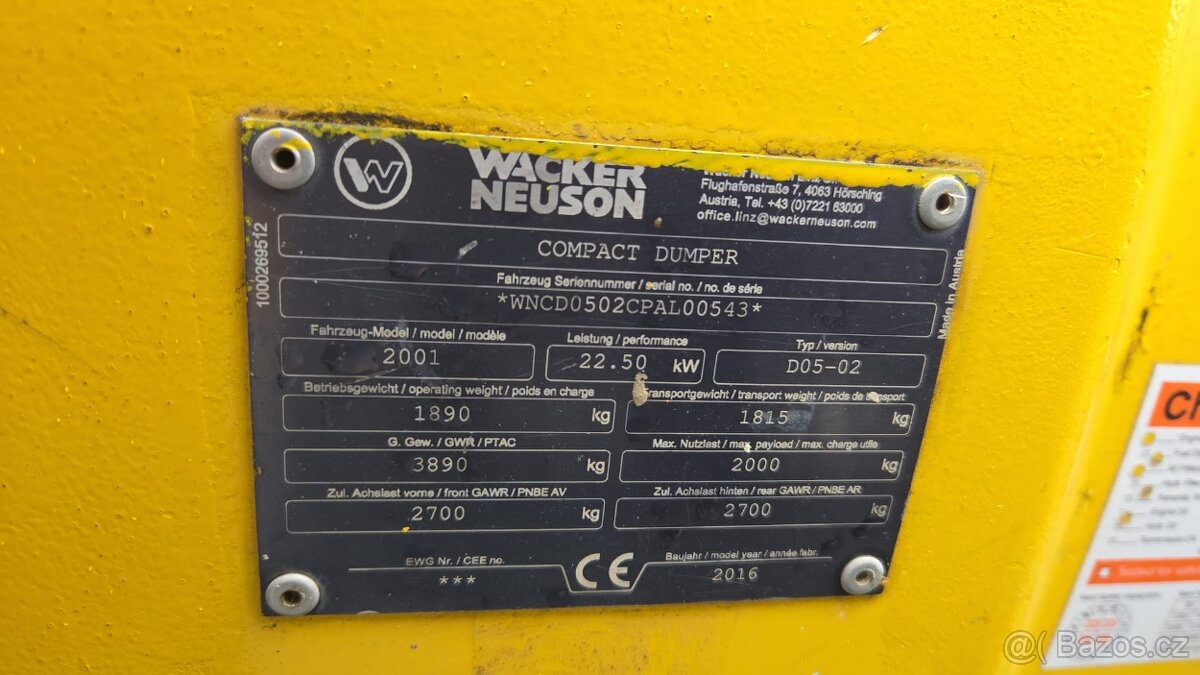 WACKER
NEUSON
Flughafenstraße 7, 4063 Hörsching
Austria, Tel. +43 (0)7221 63000
office.linz@wackerneuson.com
1000269512
COMPACT DUMPER
Fahrzeug Seriennummer / serial no. / no. de série
*WNCD0502CPAL00543*
Made in Austria
Fahrzeug-Model / model / modèle
2001
Leistung / performance
22.50 kW
Typ / version
D05-02
Betriebsgewicht / operating weight / poids en charge
1890 kg
Transportgewicht / transport weight / poids de transport
1815 kg
G. Gew. / GWR / PTAC
3890 kg
Max. Nutzlast / max. payload / max. charge utile
2000 kg
Zul. Achslast vorne / front GAWR / PNBE AV
2700 kg
Zul. Achslast hinten / rear GAWR / PNBE AR
2700 kg
EWG Nr. / CEE no.
***
CE
Baujahr / model year / année fabr.
2016
@ Bazos.cz